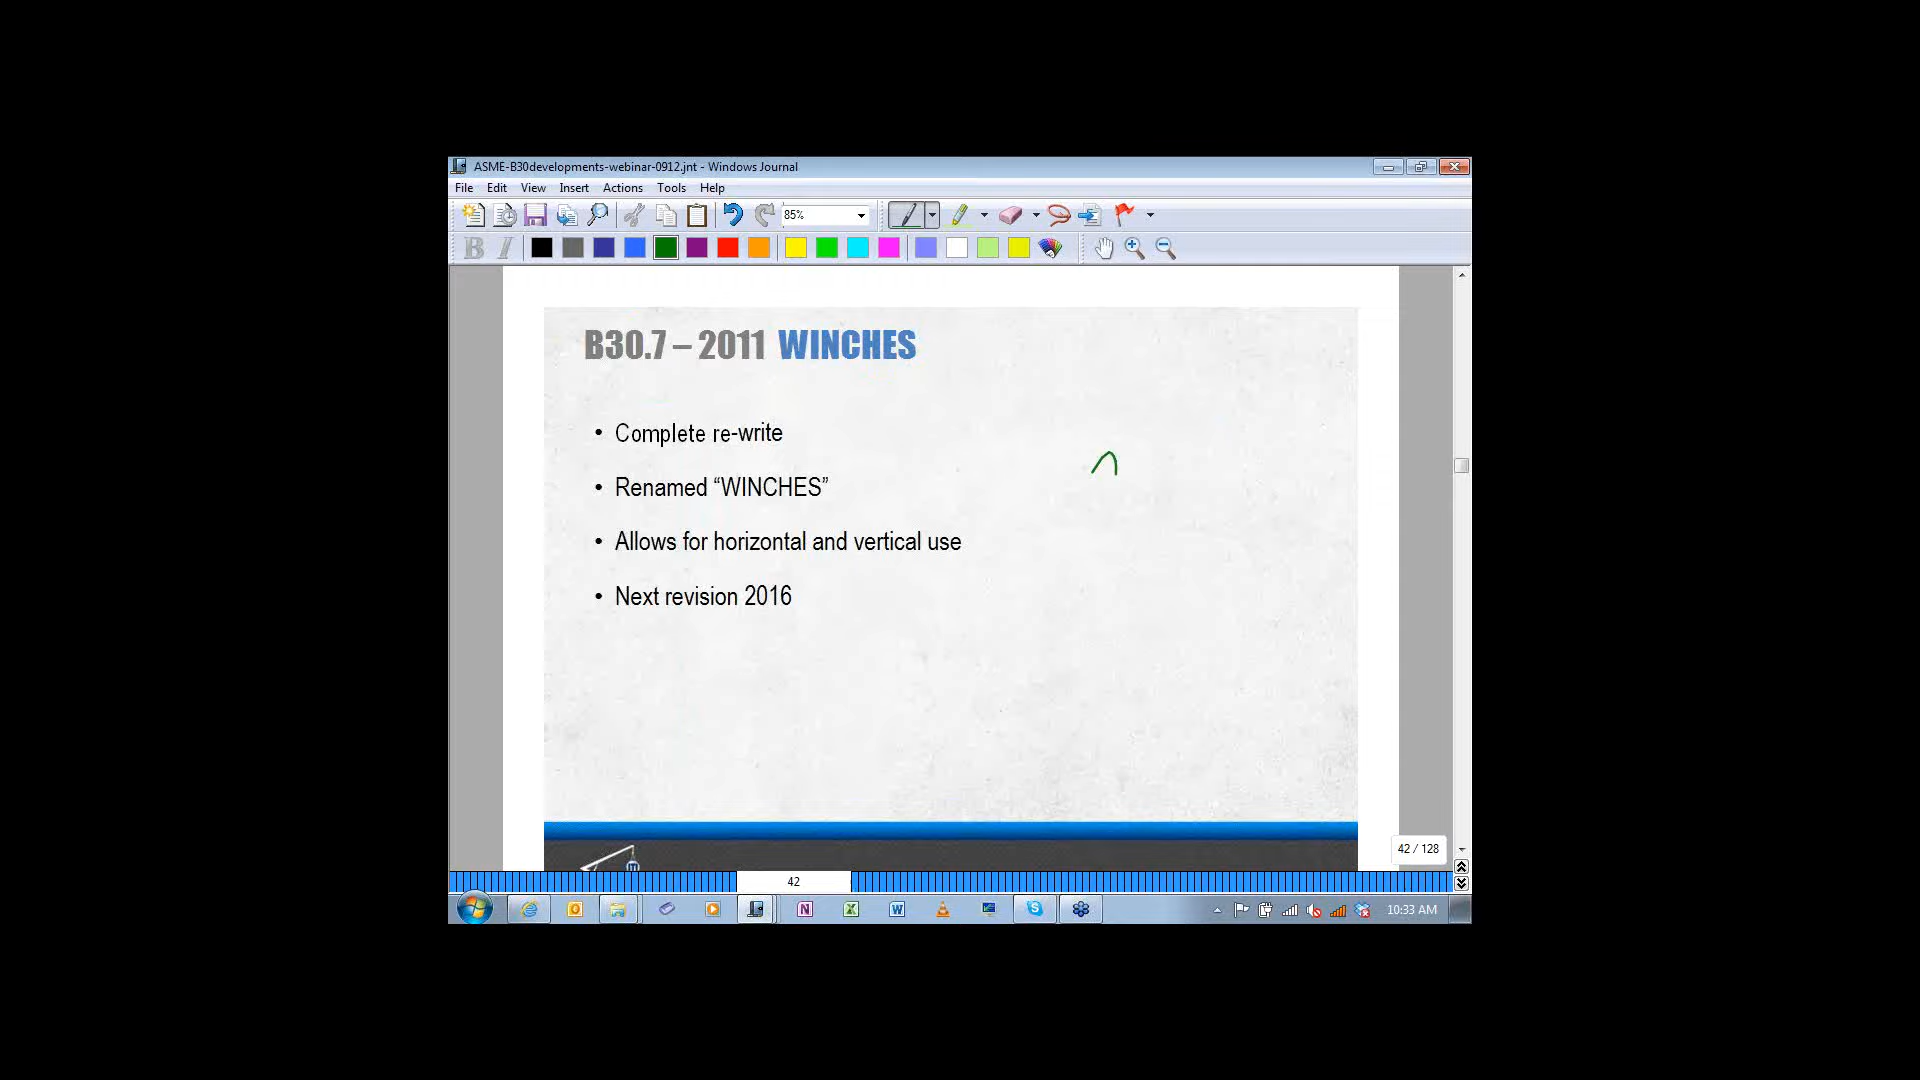 ASME-B30developments-webinar-0912.jnt - Windows Journal
File Edit View Insert Actions Tools Help
85%
B I
B30.7 – 2011 WINCHES
• Complete re-write
• Renamed “WINCHES”
• Allows for horizontal and vertical use
• Next revision 2016
42 / 128
42
10:33 AM